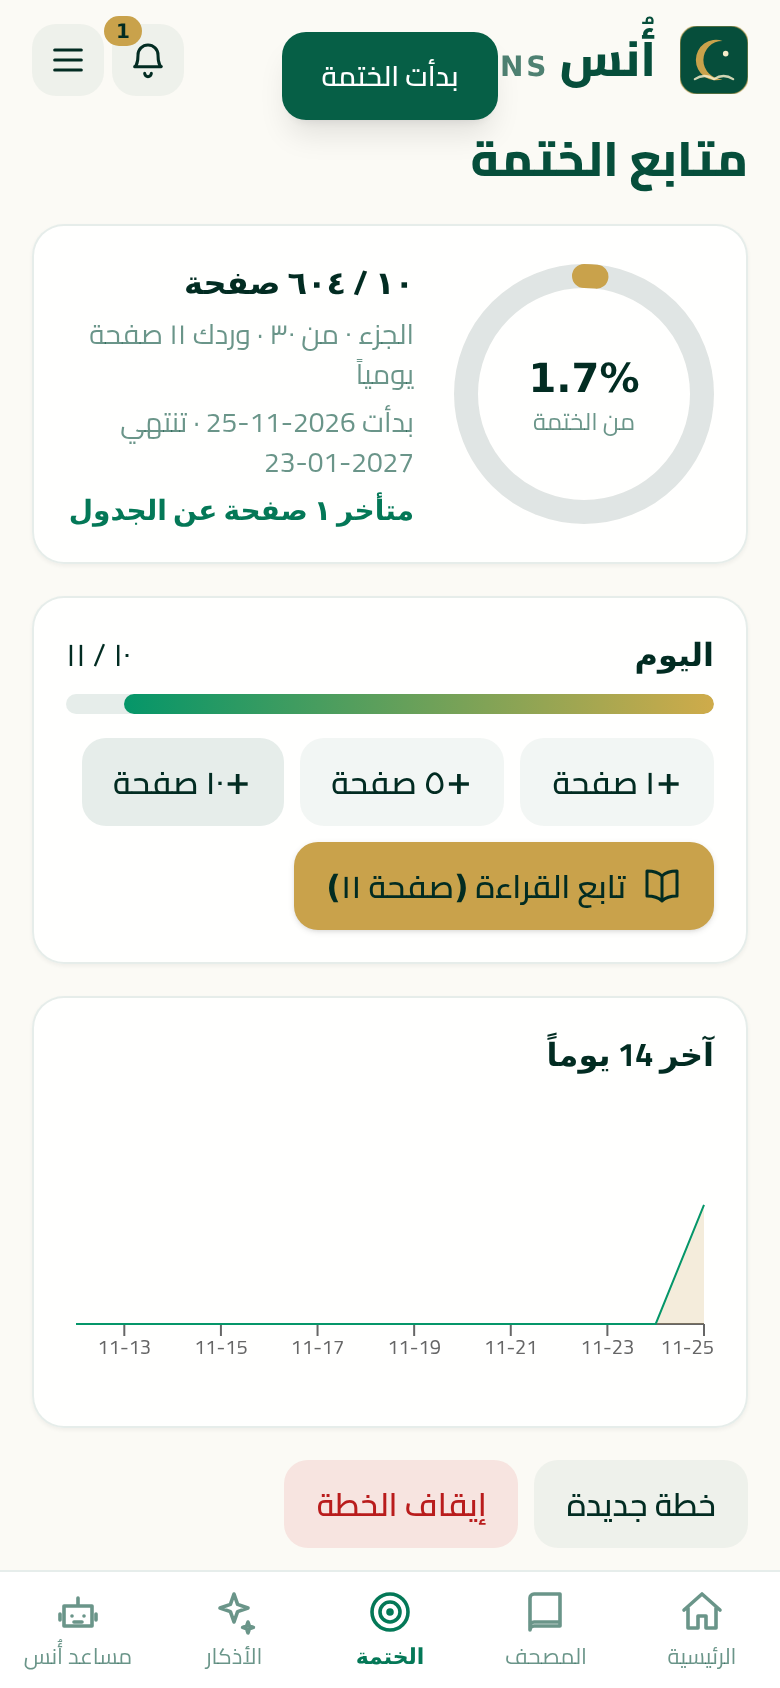 أُنس NS
1
بدأت الختمة
متابع الختمة
١٠ / ٦٠٤ صفحة
الجزء ٠ من ٣٠ · وردك ١١ صفحة
يومياً
بدأت 2026-11-25 · تنتهي
2027-01-23
متأخر ١ صفحة عن الجدول
1.7%
من الختمة
اليوم
١٠ / ١١
+١ صفحة
+٥ صفحة
+١٠ صفحة
تابع القراءة (صفحة ١١)
آخر 14 يوماً
11-13 11-15 11-17 11-19 11-21 11-23 11-25
خطة جديدة
إيقاف الخطة
الرئيسية
المصحف
الختمة
الأذكار
مساعد أُنس